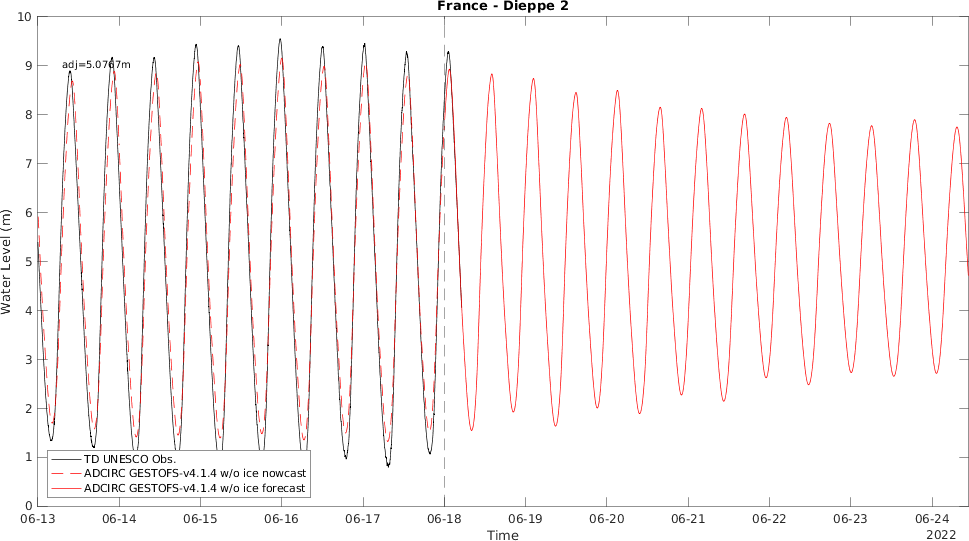 France - Dieppe 2
10
adj=5.0767m
9
8
7
6
5
4
3
2
1
0
Water Level (m)
TD UNESCO Obs.
ADCIRC GESTOFS-v4.1.4 w/o ice nowcast
ADCIRC GESTOFS-v4.1.4 w/o ice forecast
06-13 06-14 06-15 06-16 06-17 06-18 06-19 06-20 06-21 06-22 06-23 06-24
Time
2022